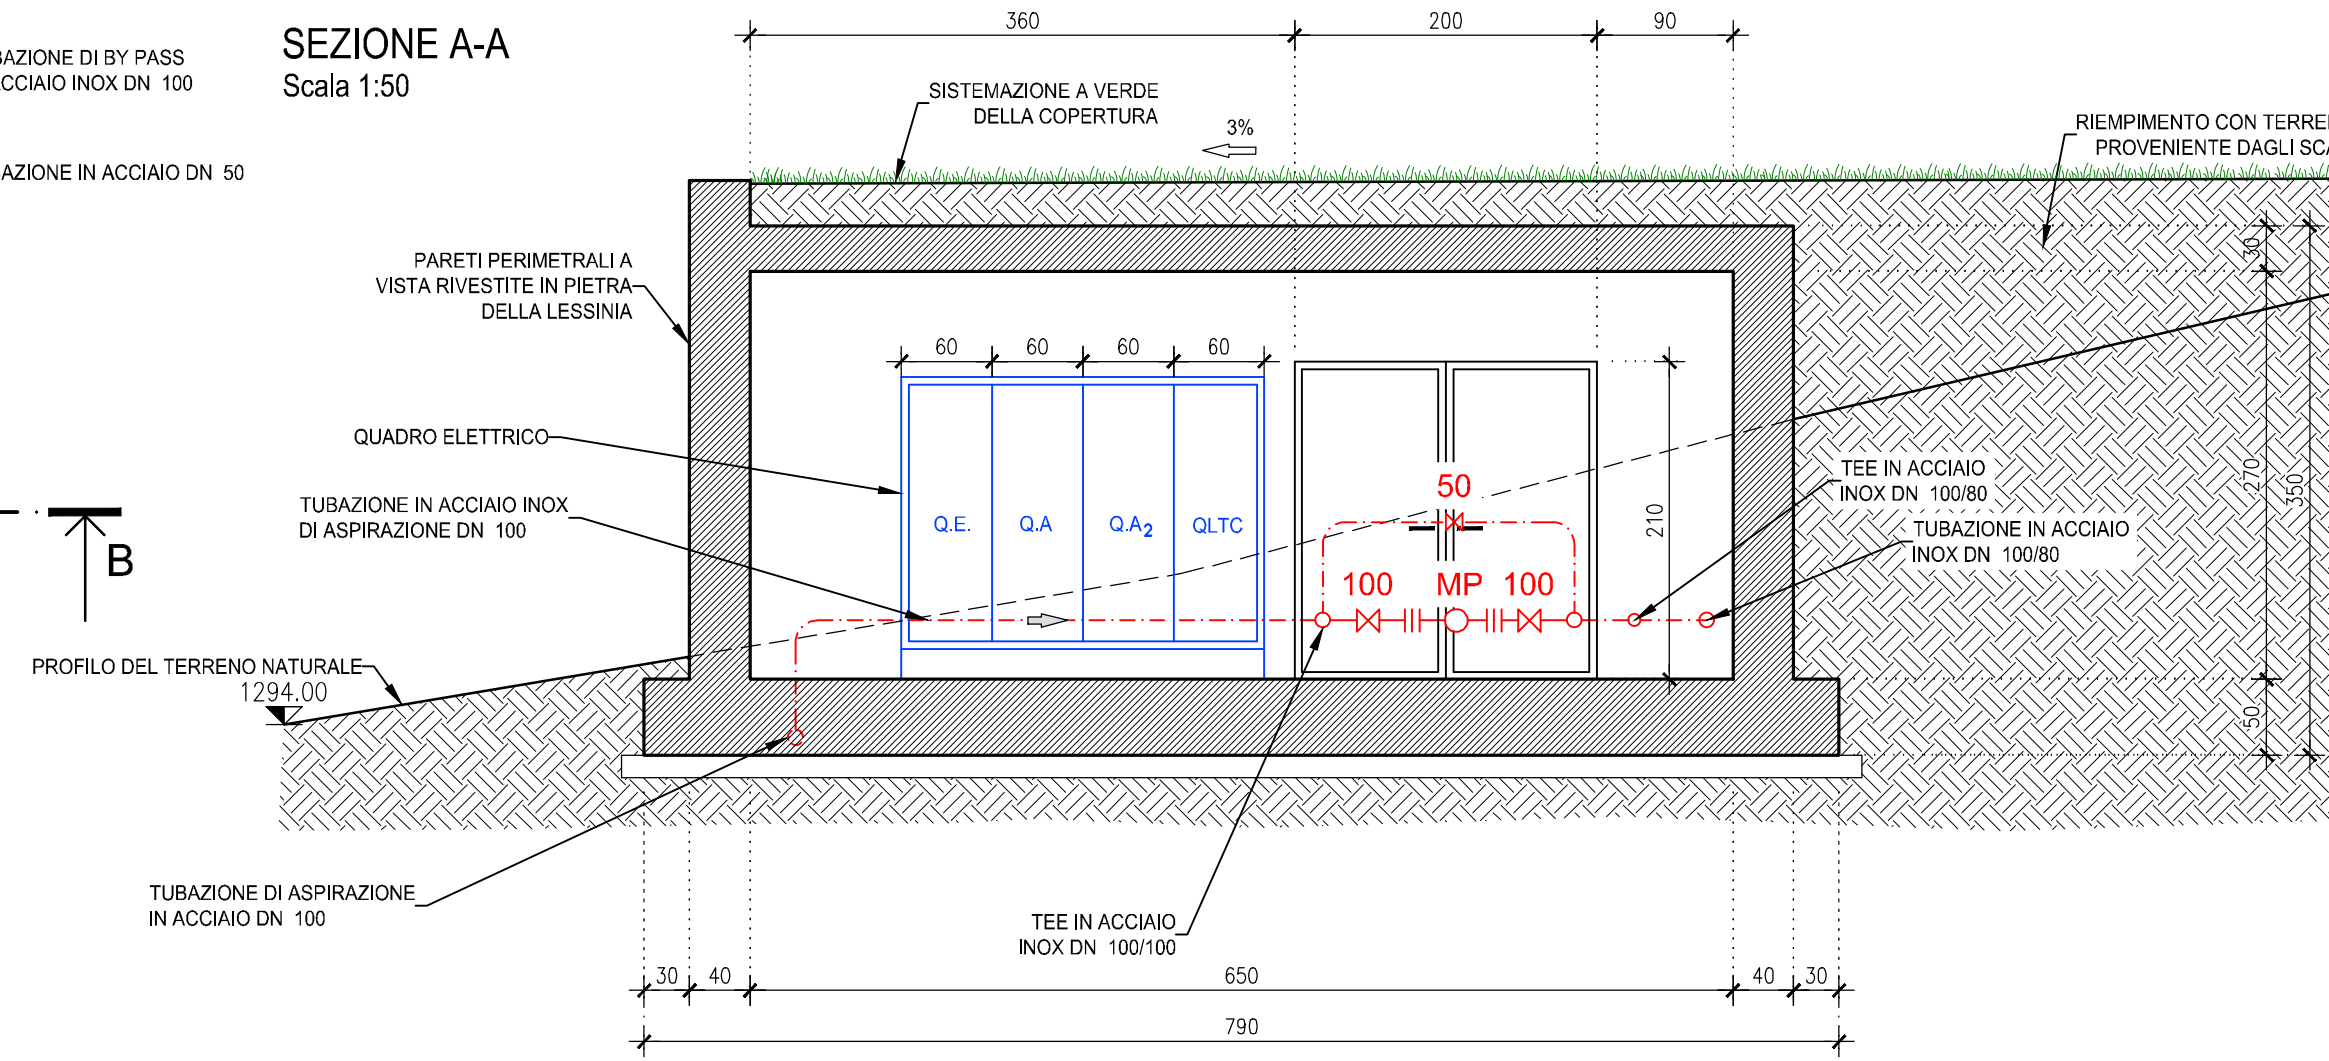 BAZIONE DI BY PASS
ACCIAIO INOX DN 100
AZIONE IN ACCIAIO DN 50
SEZIONE A-A
Scala 1:50
360
200
90
SISTEMAZIONE A VERDE
DELLA COPERTURA
3%
RIEMPIMENTO CON TERRE
PROVENIENTE DAGLI SCA
PARETI PERIMETRALI A
VISTA RIVESTITE IN PIETRA
DELLA LESSINIA
30
60
60
60
60
QUADRO ELETTRICO
TUBAZIONE IN ACCIAIO INOX
DI ASPIRAZIONE DN 100
Q.E.
Q.A
Q.A2
QLTC
50
100
MP
100
210
TEE IN ACCIAIO
INOX DN 100/80
TUBAZIONE IN ACCIAIO
INOX DN 100/80
270
350
50
B
PROFILO DEL TERRENO NATURALE
1294.00
TUBAZIONE DI ASPIRAZIONE
IN ACCIAIO DN 100
TEE IN ACCIAIO
INOX DN 100/100
30
40
650
40
30
790